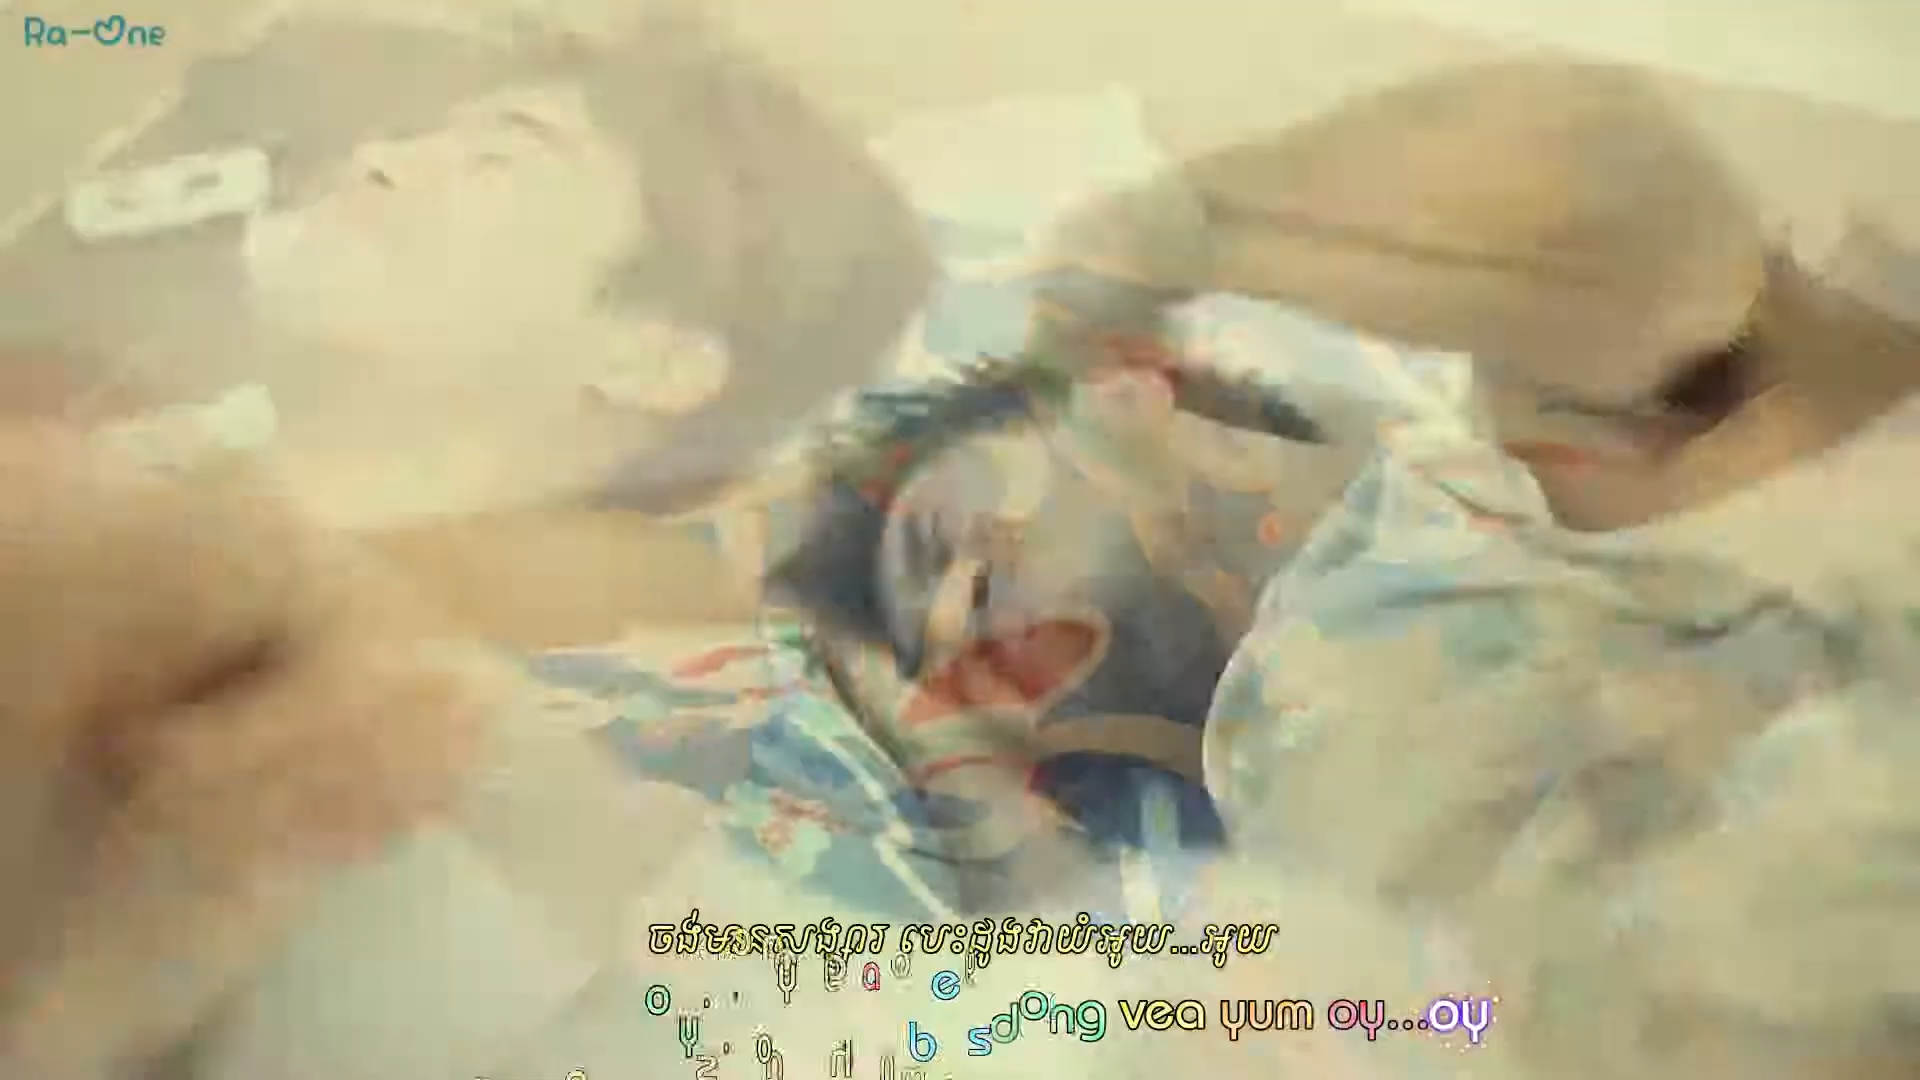 Ra-One
ចង់មានសង្សារ បេះដូងវាយំអូយ...អូយ
dong vea yum oy...oy